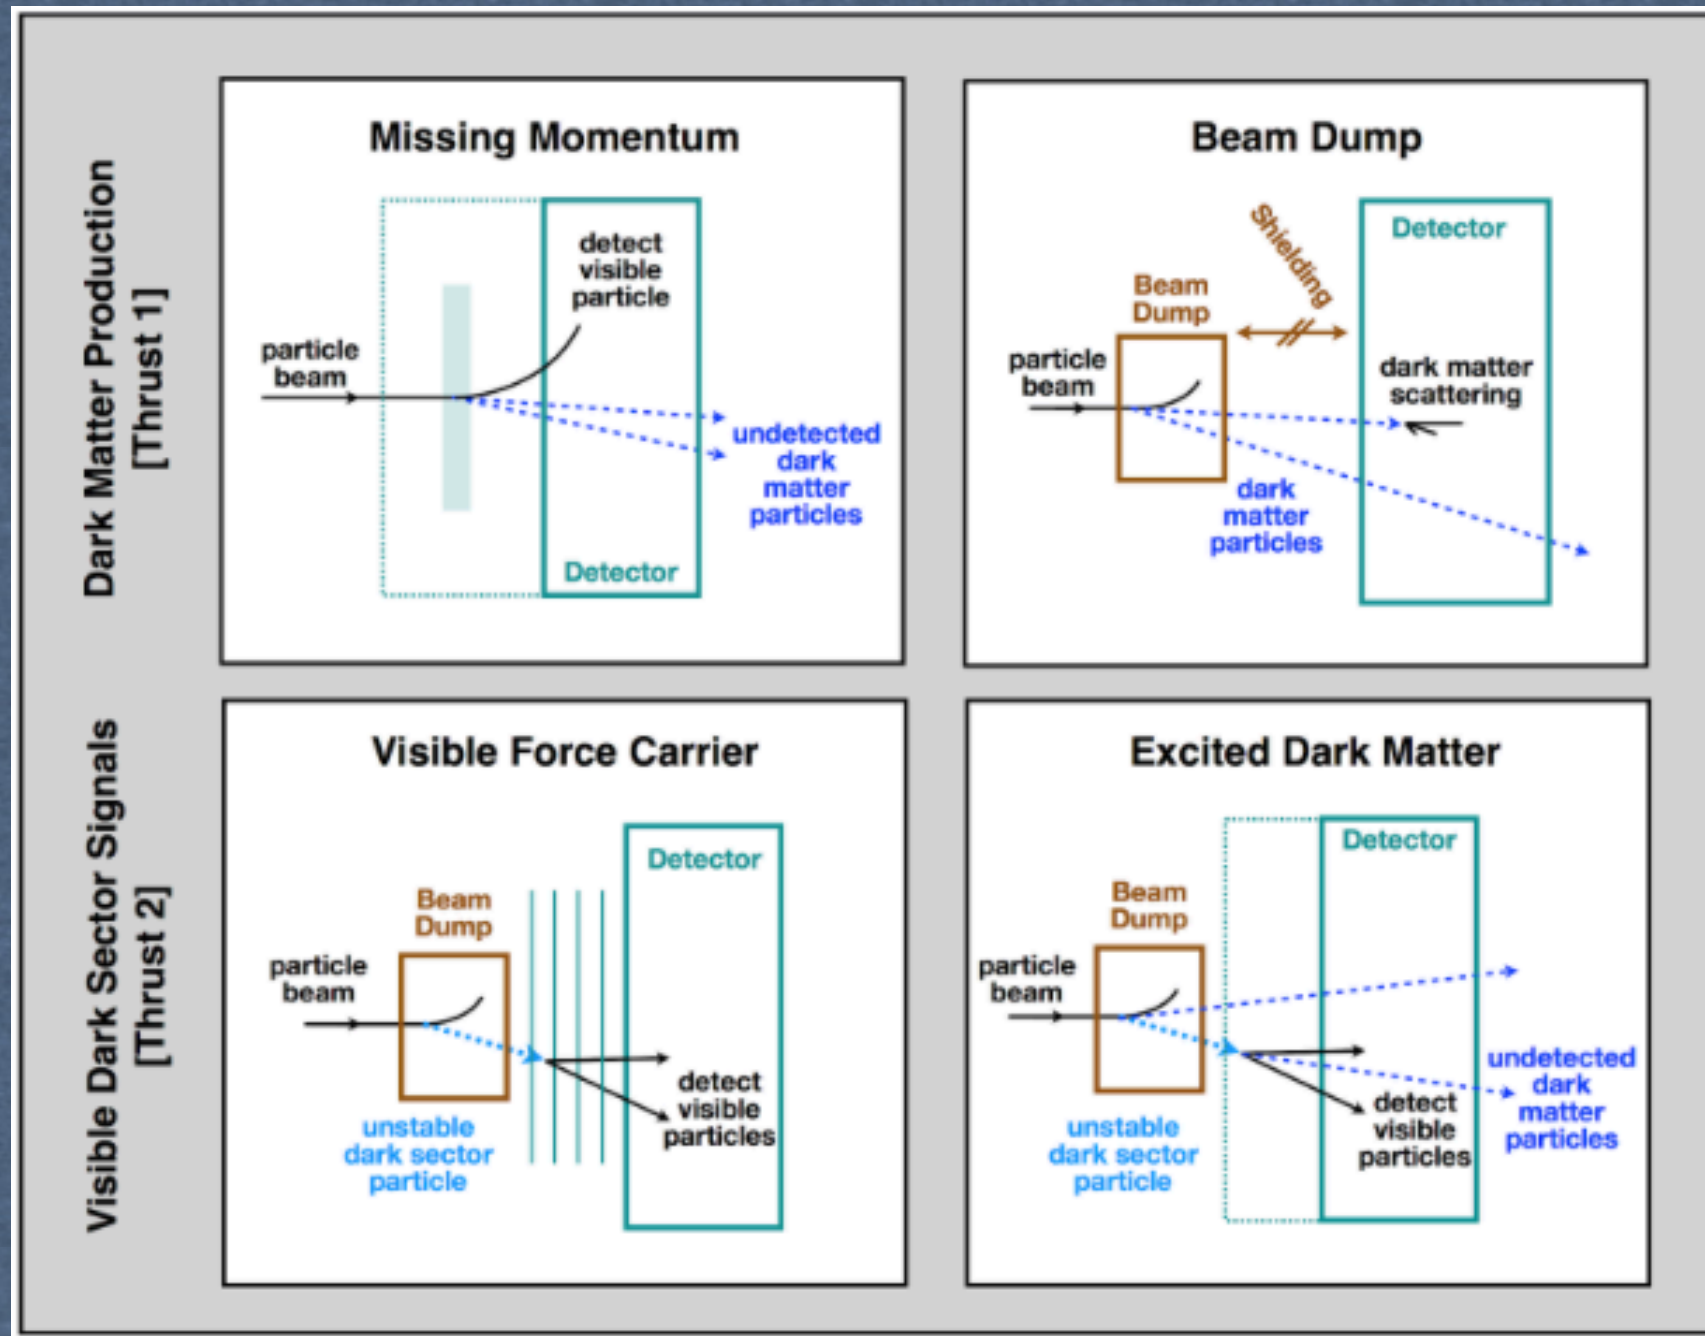 Dark Matter Production
[Thrust 1]
Missing Momentum
detect
visible
particle
particle
beam
undetected
dark
matter
particles
Detector
Beam Dump
Shielding
Detector
Beam
Dump
particle
beam
dark matter
scattering
dark
matter
particles
Visible Dark Sector Signals
[Thrust 2]
Visible Force Carrier
Detector
Beam
Dump
particle
beam
detect
visible
particles
unstable
dark sector
particle
Excited Dark Matter
Detector
Beam
Dump
particle
beam
undetected
dark
matter
particles
detect
visible
particles
unstable
dark sector
particle